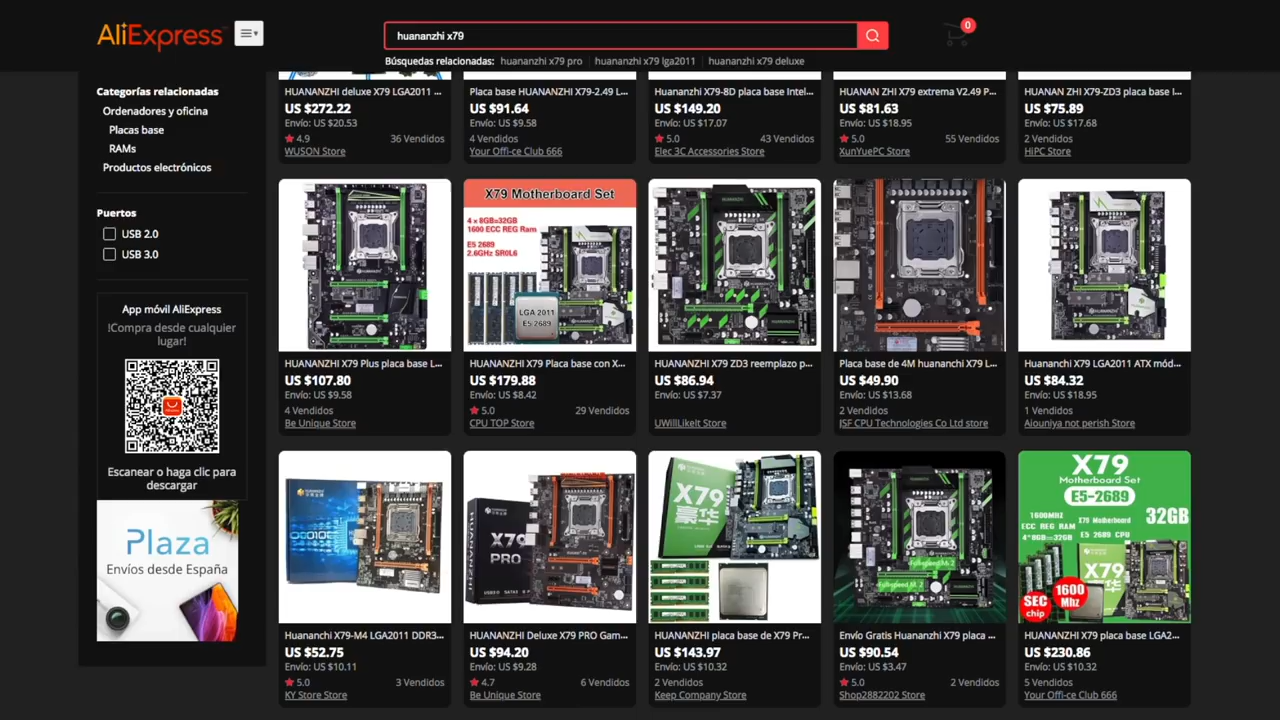 AliExpress
huananzhi x79
0
Búsquedas relacionadas: huananzhi x79 pro huananzhi x79 lga2011 huananzhi x79 deluxe
Categorías relacionadas
Ordenadores y oficina
Placas base
RAMs
Productos electrónicos
Puertos
USB 2.0
USB 3.0
App móvil AliExpress
!Compra desde cualquier
lugar!
Escanear o haga clic para
descargar
Plaza
Envíos desde España
HUANANZHI deluxe X79 LGA2011 ...
US $272.22
Envío: US $20.53
4.9 36 Vendidos
WUSON Store
Placa base HUANANZHI X79-2.49 L...
US $91.64
Envío: US $9.58
4 Vendidos
Your Offi-ce Club 666
Huananzhi X79-8D placa base Intel...
US $149.20
Envío: US $17.07
5.0 43 Vendidos
Elec 3C Accessories Store
HUANAN ZHI X79 extrema V2.49 P...
US $81.63
Envío: US $18.95
5.0 55 Vendidos
XunYuePC Store
HUANAN ZHI X79-ZD3 placa base I...
US $75.89
Envío: US $17.68
2 Vendidos
HiPC Store
HUANANZHI X79 Plus placa base L...
US $107.80
Envío: US $9.58
4 Vendidos
Be Unique Store
X79 Motherboard Set
4 x 8GB=32GB
1600 ECC REG Ram
E5 2689
2.6GHz SR0L6
LGA 2011
E5 2689
HUANANZHI X79 Placa base con X...
US $179.88
Envío: US $8.42
5.0 29 Vendidos
CPU TOP Store
HUANANZHI X79 ZD3 reemplazo p...
US $86.94
Envío: US $7.37
UWillLikeIt Store
Placa base de 4M huananchi X79 L...
US $49.90
Envío: US $13.68
2 Vendidos
JSF CPU Technologies Co Ltd store
Huananchi X79 LGA2011 ATX mód...
US $84.32
Envío: US $18.95
1 Vendidos
Aiouniya not perish Store
Huananchi X79-M4 LGA2011 DDR3...
US $52.75
Envío: US $10.11
5.0 3 Vendidos
KY Store Store
X79
PRO
HUANANZHI Deluxe X79 PRO Gam...
US $94.20
Envío: US $9.28
4.7 6 Vendidos
Be Unique Store
X79
豪华
HUANANZHI placa base de X79 Pr...
US $143.97
Envío: US $10.32
2 Vendidos
Keep Company Store
Envío Gratis Huananzhi X79 placa ...
US $90.54
Envío: US $3.47
5.0 2 Vendidos
Shop2882202 Store
X79
Motherboard Set
E5-2689
1600MHZ
ECC REG RAM
4*8GB=32GB
X79 Motherboard
E5 2689 CPU
32GB
X79
SEC
chip
1600
Mhz
HUANANZHI X79 placa base LGA2...
US $230.86
Envío: US $10.32
5 Vendidos
Your Offi-ce Club 666